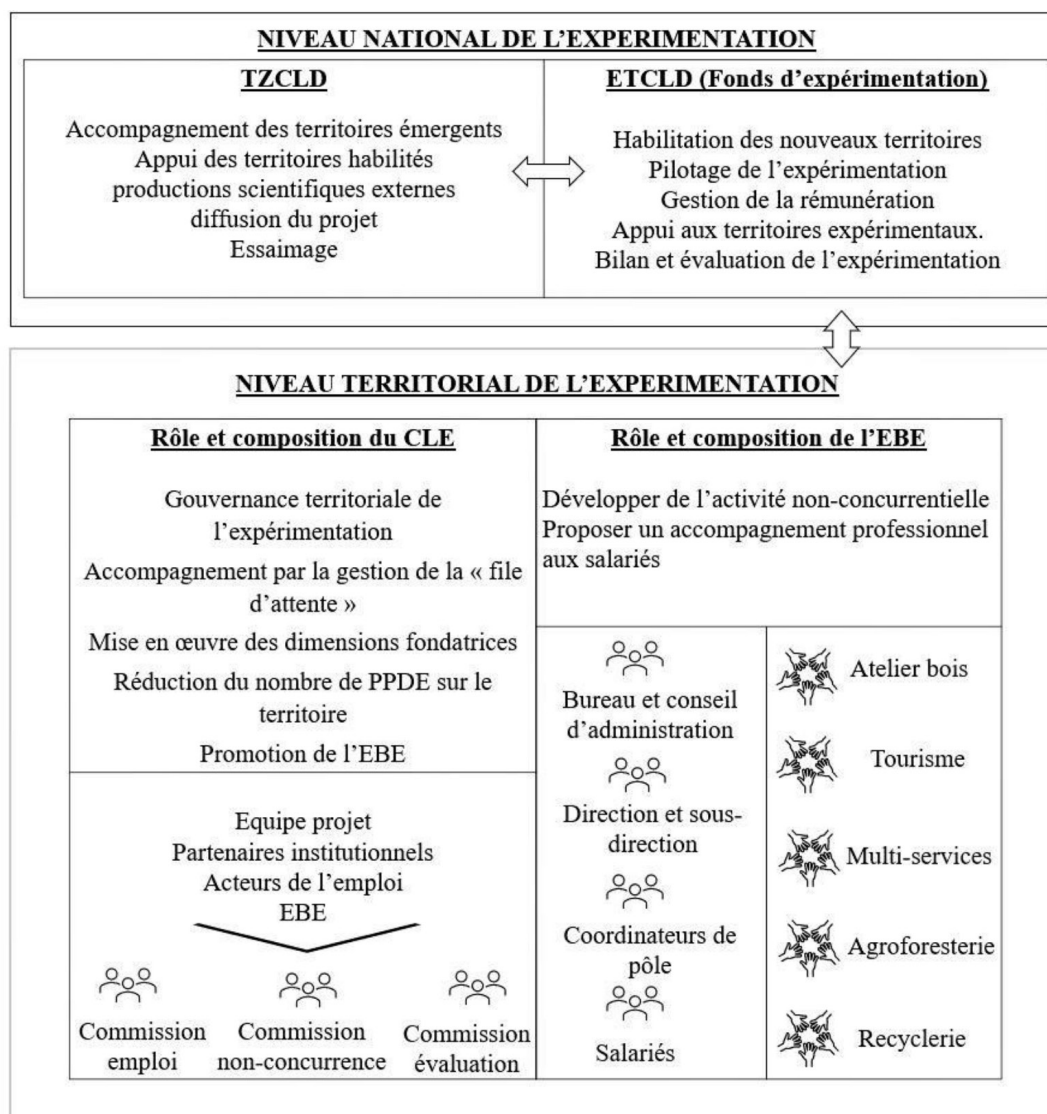 NIVEAU NATIONAL DE L’EXPERIMENTATION
TZCLD
Accompagnement des territoires émergents
Appui des territoires habilités
productions scientifiques externes
diffusion du projet
Essaimage
ETCLD (Fonds d’expérimentation)
Habilitation des nouveaux territoires
Pilotage de l’expérimentation
Gestion de la rémunération
Appui aux territoires expérimentaux.
Bilan et évaluation de l’expérimentation
NIVEAU TERRITORIAL DE L’EXPERIMENTATION
Rôle et composition du CLE
Gouvernance territoriale de
l’expérimentation
Accompagnement par la gestion de la « file
d’attente »
Mise en œuvre des dimensions fondatrices
Réduction du nombre de PPDE sur le
territoire
Promotion de l’EBE
Equipe projet
Partenaires institutionnels
Acteurs de l’emploi
EBE
Commission
emploi
Commission
non-concurrence
Commission
évaluation
Rôle et composition de l’EBE
Développer de l’activité non-concurrentielle
Proposer un accompagnement professionnel
aux salariés
Bureau et conseil
d’administration
Direction et sous-
direction
Coordinateurs de
pôle
Salariés
Atelier bois
Tourisme
Multi-services
Agroforesterie
Recyclerie